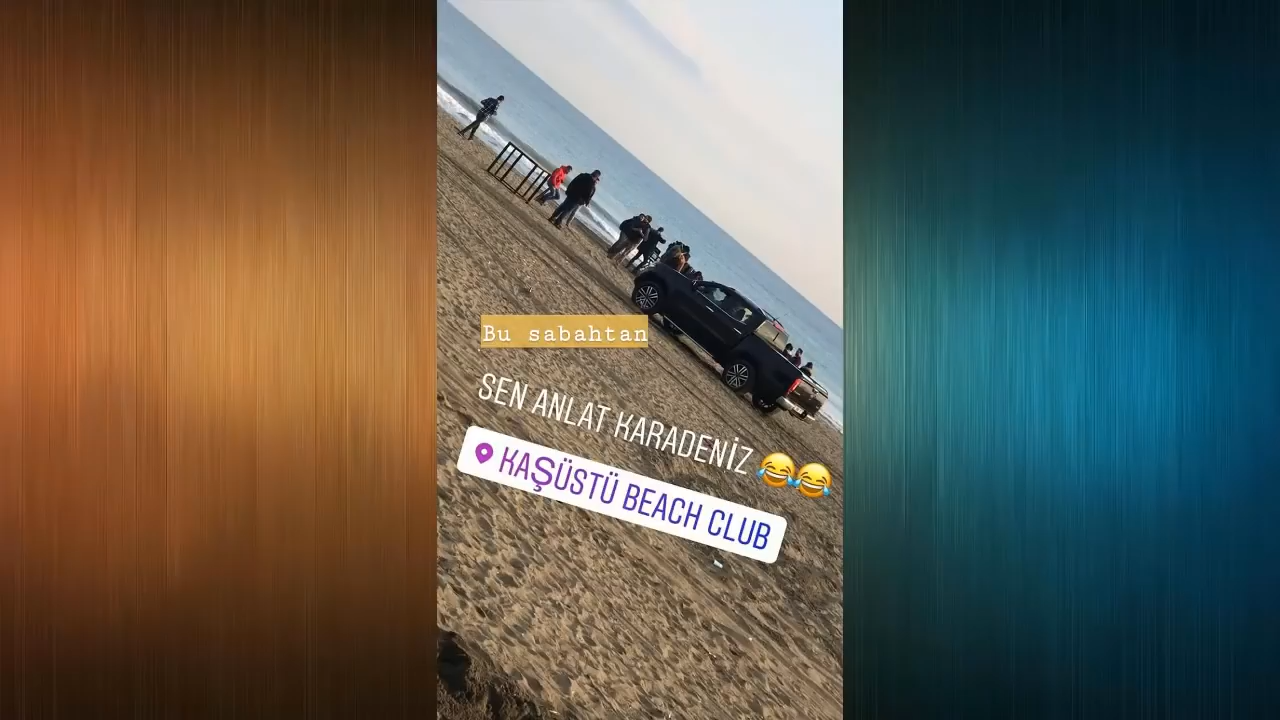 Bu sabahtan
SEN ANLAT KARADENİZ 😂😂
KAŞÜSTÜ BEACH CLUB